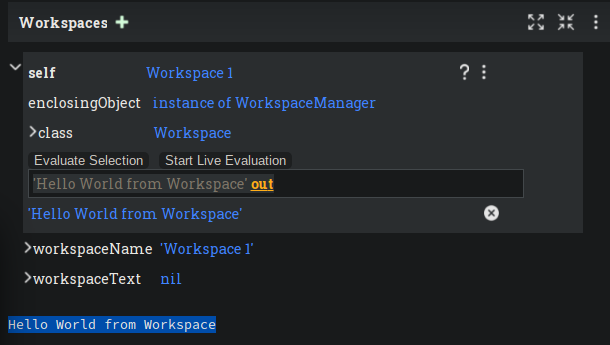 Workspaces
self Workspace 1 ?
enclosingObject instance of WorkspaceManager
class Workspace
Evaluate Selection Start Live Evaluation
'Hello World from Workspace' out
'Hello World from Workspace'
workspaceName 'Workspace 1'
workspaceText nil
Hello World from Workspace